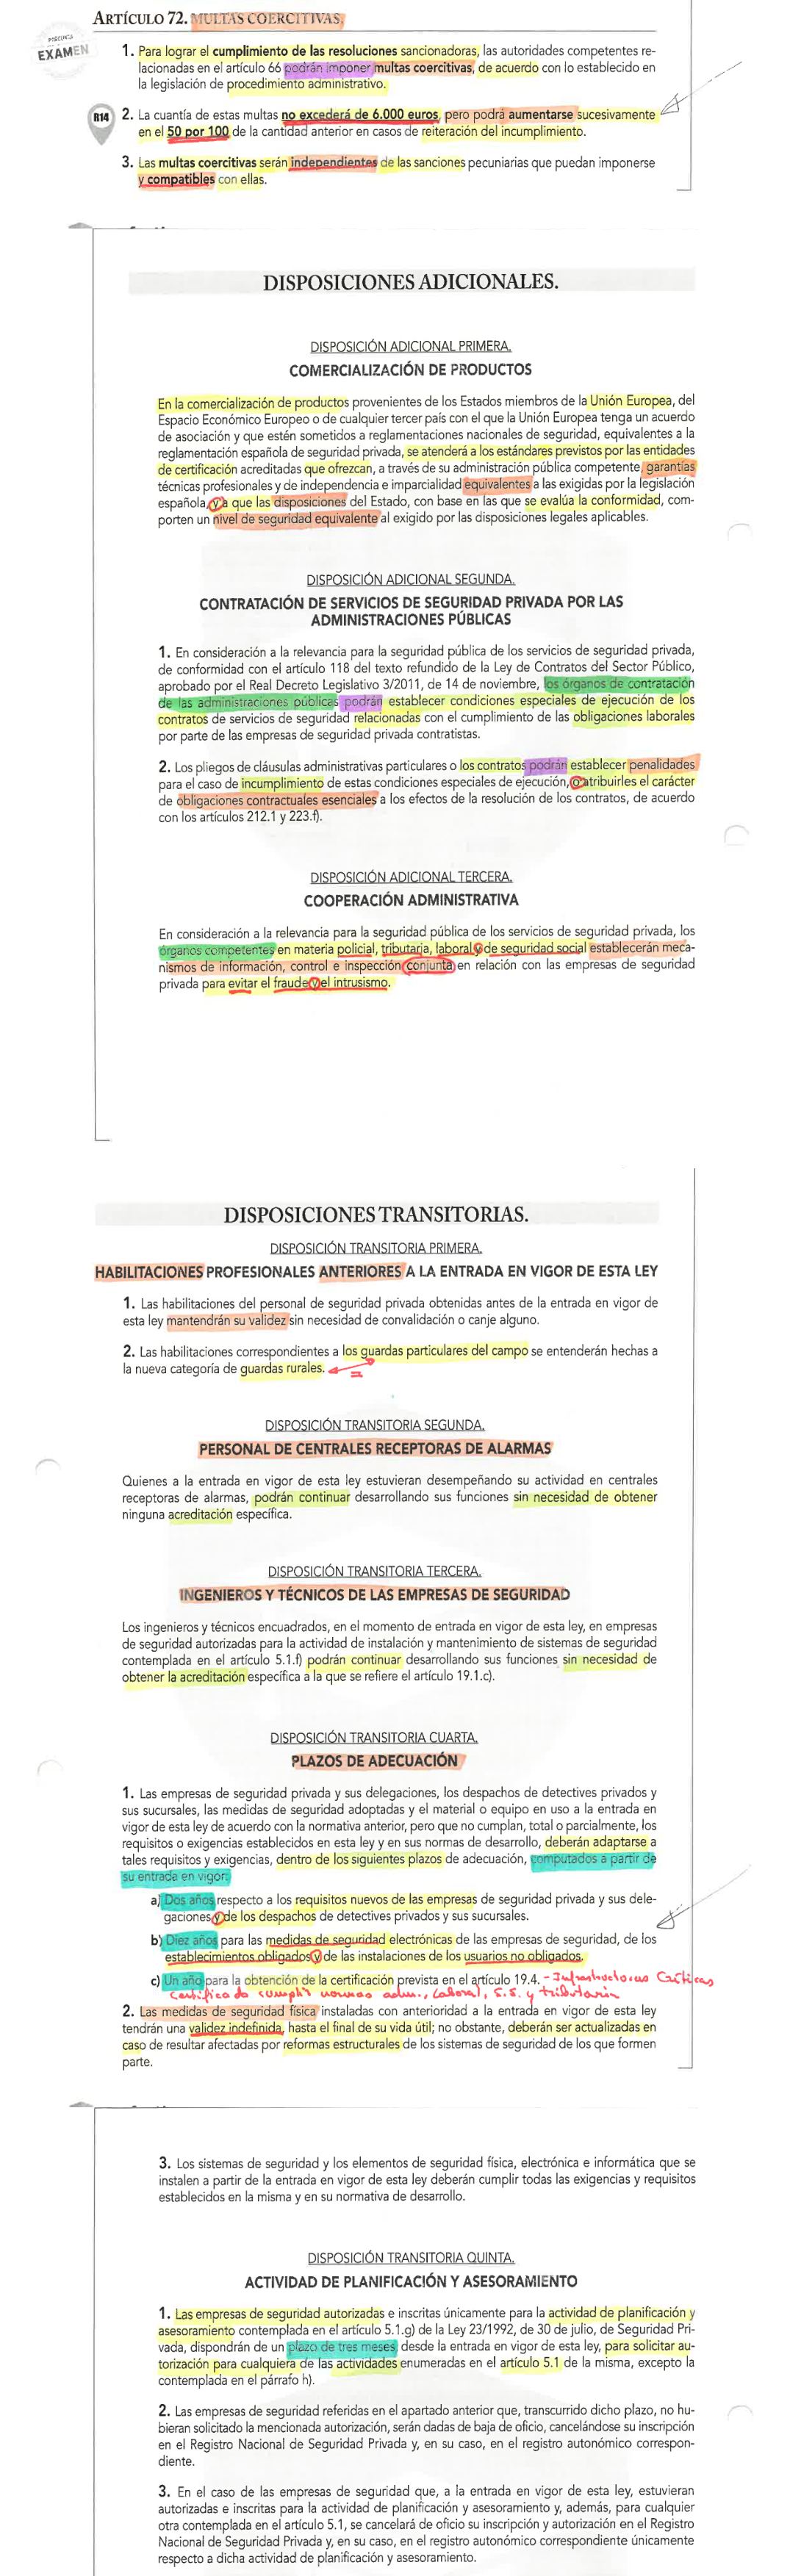 ARTÍCULO 72. MULTAS COERCITIVAS.
PREGUNTA
EXAMEN
1. Para lograr el cumplimiento de las resoluciones sancionadoras, las autoridades competentes re-
lacionadas en el artículo 66 podrán imponer multas coercitivas, de acuerdo con lo establecido en
la legislación de procedimiento administrativo.
R14
2. La cuantía de estas multas no excederá de 6.000 euros, pero podrá aumentarse sucesivamente
en el 50 por 100 de la cantidad anterior en casos de reiteración del incumplimiento.
3. Las multas coercitivas serán independientes de las sanciones pecuniarias que puedan imponerse
y compatibles con ellas.
DISPOSICIONES ADICIONALES.
DISPOSICIÓN ADICIONAL PRIMERA.
COMERCIALIZACIÓN DE PRODUCTOS
En la comercialización de productos provenientes de los Estados miembros de la Unión Europea, del
Espacio Económico Europeo o de cualquier tercer país con el que la Unión Europea tenga un acuerdo
de asociación y que estén sometidos a reglamentaciones nacionales de seguridad, equivalentes a la
reglamentación española de seguridad privada, se atenderá a los estándares previstos por las entidades
de certificación acreditadas que ofrezcan, a través de su administración pública competente, garantías
técnicas profesionales y de independencia e imparcialidad equivalentes a las exigidas por la legislación
española, y a que las disposiciones del Estado, con base en las que se evalúa la conformidad, com-
porten un nivel de seguridad equivalente al exigido por las disposiciones legales aplicables.
DISPOSICIÓN ADICIONAL SEGUNDA.
CONTRATACIÓN DE SERVICIOS DE SEGURIDAD PRIVADA POR LAS
ADMINISTRACIONES PÚBLICAS
1. En consideración a la relevancia para la seguridad pública de los servicios de seguridad privada,
de conformidad con el artículo 118 del texto refundido de la Ley de Contratos del Sector Público,
aprobado por el Real Decreto Legislativo 3/2011, de 14 de noviembre, los órganos de contratación
de las administraciones públicas podrán establecer condiciones especiales de ejecución de los
contratos de servicios de seguridad relacionadas con el cumplimiento de las obligaciones laborales
por parte de las empresas de seguridad privada contratistas.
2. Los pliegos de cláusulas administrativas particulares o los contratos podrán establecer penalidades
para el caso de incumplimiento de estas condiciones especiales de ejecución, o atribuirles el carácter
de obligaciones contractuales esenciales a los efectos de la resolución de los contratos, de acuerdo
con los artículos 212.1 y 223.f).
DISPOSICIÓN ADICIONAL TERCERA.
COOPERACIÓN ADMINISTRATIVA
En consideración a la relevancia para la seguridad pública de los servicios de seguridad privada, los
órganos competentes en materia policial, tributaria, laboral y de seguridad social establecerán meca-
nismos de información, control e inspección conjunta en relación con las empresas de seguridad
privada para evitar el fraude y el intrusismo.
DISPOSICIONES TRANSITORIAS.
DISPOSICIÓN TRANSITORIA PRIMERA.
HABILITACIONES PROFESIONALES ANTERIORES A LA ENTRADA EN VIGOR DE ESTA LEY
1. Las habilitaciones del personal de seguridad privada obtenidas antes de la entrada en vigor de
esta ley mantendrán su validez sin necesidad de convalidación o canje alguno.
2. Las habilitaciones correspondientes a los guardas particulares del campo se entenderán hechas a
la nueva categoría de guardas rurales. =
DISPOSICIÓN TRANSITORIA SEGUNDA.
PERSONAL DE CENTRALES RECEPTORAS DE ALARMAS
Quienes a la entrada en vigor de esta ley estuvieran desempeñando su actividad en centrales
receptoras de alarmas, podrán continuar desarrollando sus funciones sin necesidad de obtener
ninguna acreditación específica.
DISPOSICIÓN TRANSITORIA TERCERA.
INGENIEROS Y TÉCNICOS DE LAS EMPRESAS DE SEGURIDAD
Los ingenieros y técnicos encuadrados, en el momento de entrada en vigor de esta ley, en empresas
de seguridad autorizadas para la actividad de instalación y mantenimiento de sistemas de seguridad
contemplada en el artículo 5.1.f) podrán continuar desarrollando sus funciones sin necesidad de
obtener la acreditación específica a la que se refiere el artículo 19.1.c).
DISPOSICIÓN TRANSITORIA CUARTA.
PLAZOS DE ADECUACIÓN
1. Las empresas de seguridad privada y sus delegaciones, los despachos de detectives privados y
sus sucursales, las medidas de seguridad adoptadas y el material o equipo en uso a la entrada en
vigor de esta ley de acuerdo con la normativa anterior, pero que no cumplan, total o parcialmente, los
requisitos o exigencias establecidos en esta ley y en sus normas de desarrollo, deberán adaptarse a
tales requisitos y exigencias, dentro de los siguientes plazos de adecuación, computados a partir de
su entrada en vigor:
a) Dos años respecto a los requisitos nuevos de las empresas de seguridad privada y sus dele-
gaciones y de los despachos de detectives privados y sus sucursales.
b) Diez años para las medidas de seguridad electrónicas de las empresas de seguridad, de los
establecimientos obligados y de las instalaciones de los usuarios no obligados.
c) Un año para la obtención de la certificación prevista en el artículo 19.4. - Infraestructuras Críticas
Certificado cumplir normas adm., laboral, S.S. y tributaria
2. Las medidas de seguridad física instaladas con anterioridad a la entrada en vigor de esta ley
tendrán una validez indefinida, hasta el final de su vida útil; no obstante, deberán ser actualizadas en
caso de resultar afectadas por reformas estructurales de los sistemas de seguridad de los que formen
parte.
3. Los sistemas de seguridad y los elementos de seguridad física, electrónica e informática que se
instalen a partir de la entrada en vigor de esta ley deberán cumplir todas las exigencias y requisitos
establecidos en la misma y en su normativa de desarrollo.
DISPOSICIÓN TRANSITORIA QUINTA.
ACTIVIDAD DE PLANIFICACIÓN Y ASESORAMIENTO
1. Las empresas de seguridad autorizadas e inscritas únicamente para la actividad de planificación y
asesoramiento contemplada en el artículo 5.1.g) de la Ley 23/1992, de 30 de julio, de Seguridad Pri-
vada, dispondrán de un plazo de tres meses desde la entrada en vigor de esta ley, para solicitar au-
torización para cualquiera de las actividades enumeradas en el artículo 5.1 de la misma, excepto la
contemplada en el párrafo h).
2. Las empresas de seguridad referidas en el apartado anterior que, transcurrido dicho plazo, no hu-
bieran solicitado la mencionada autorización, serán dadas de baja de oficio, cancelándose su inscripción
en el Registro Nacional de Seguridad Privada y, en su caso, en el registro autonómico correspon-
diente.
3. En el caso de las empresas de seguridad que, a la entrada en vigor de esta ley, estuvieran
autorizadas e inscritas para la actividad de planificación y asesoramiento y, además, para cualquier
otra contemplada en el artículo 5.1, se cancelará de oficio su inscripción y autorización en el Registro
Nacional de Seguridad Privada y, en su caso, en el registro autonómico correspondiente únicamente
respecto a dicha actividad de planificación y asesoramiento.